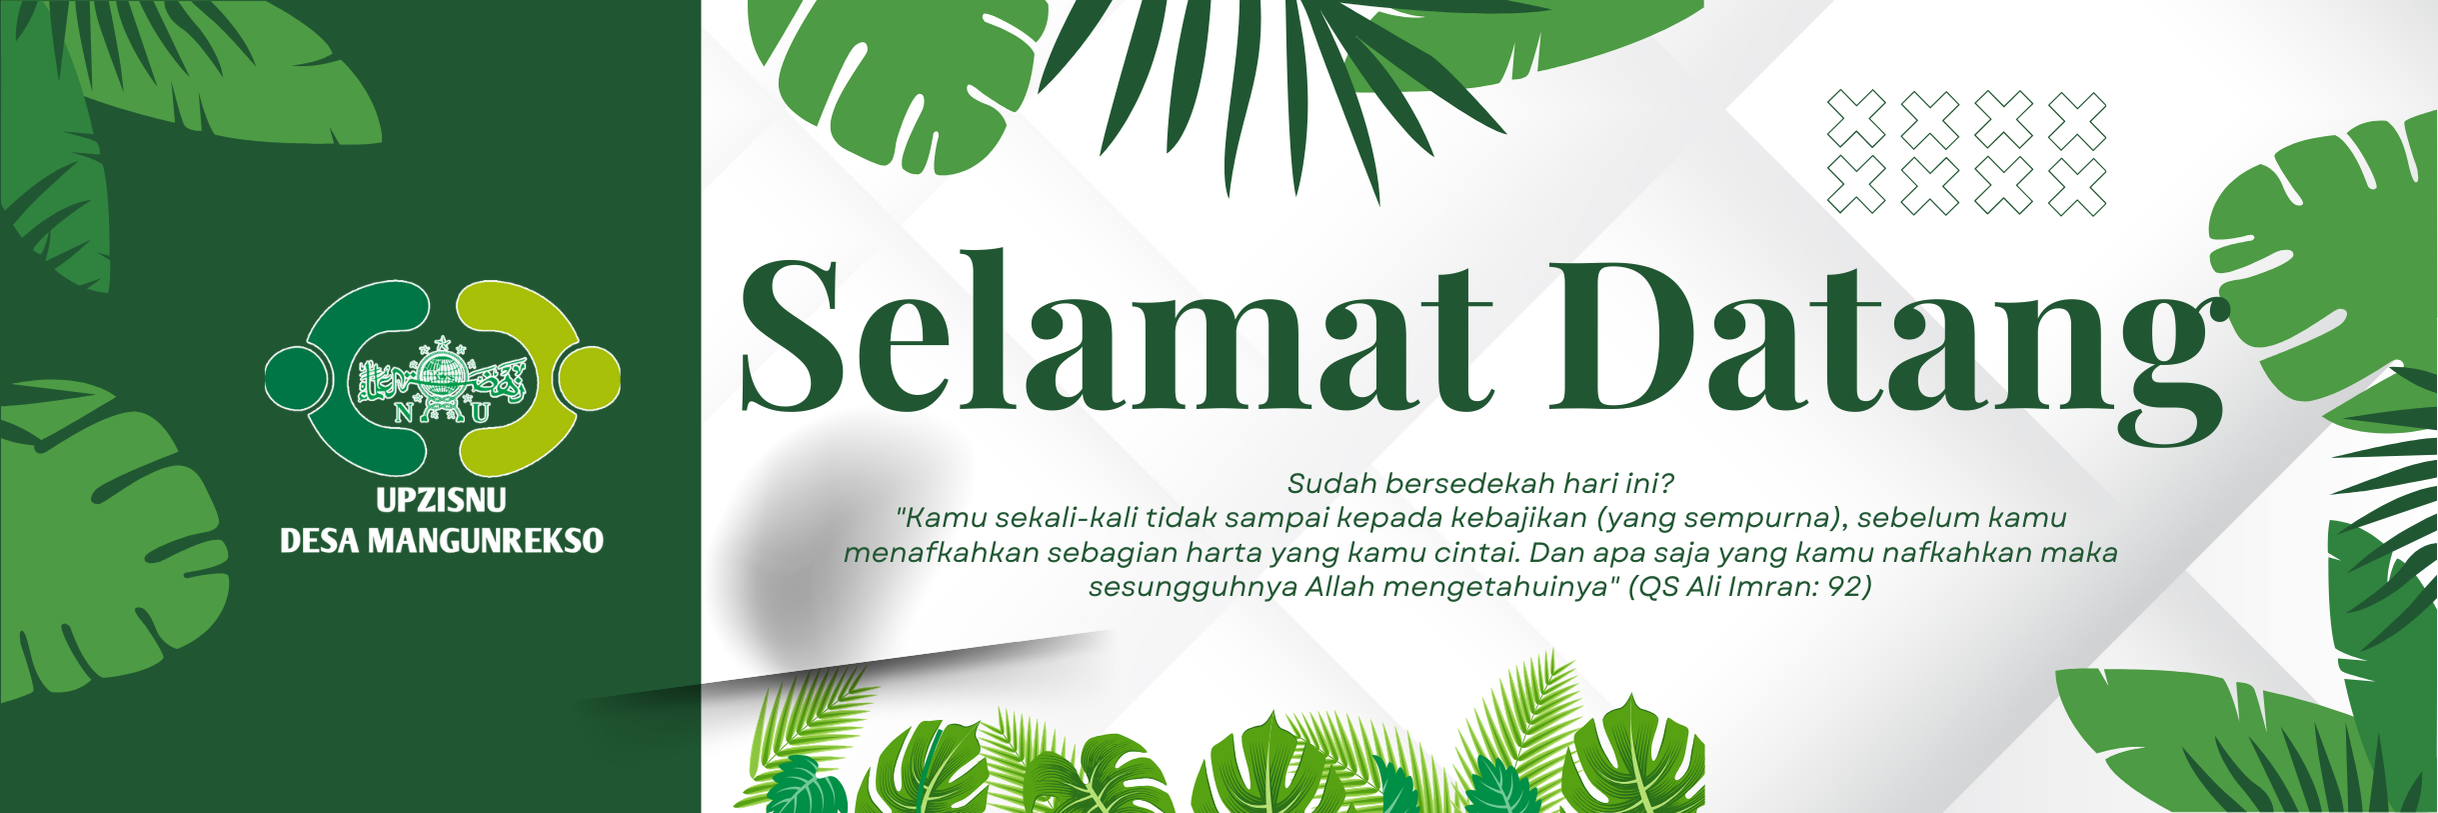 N U
UPZISNU
DESA MANGUNREKSO
Selamat Datang
Sudah bersedekah hari ini?
"Kamu sekali-kali tidak sampai kepada kebajikan (yang sempurna), sebelum kamu
menafkahkan sebagian harta yang kamu cintai. Dan apa saja yang kamu nafkahkan maka
sesungguhnya Allah mengetahuinya" (QS Ali Imran: 92)